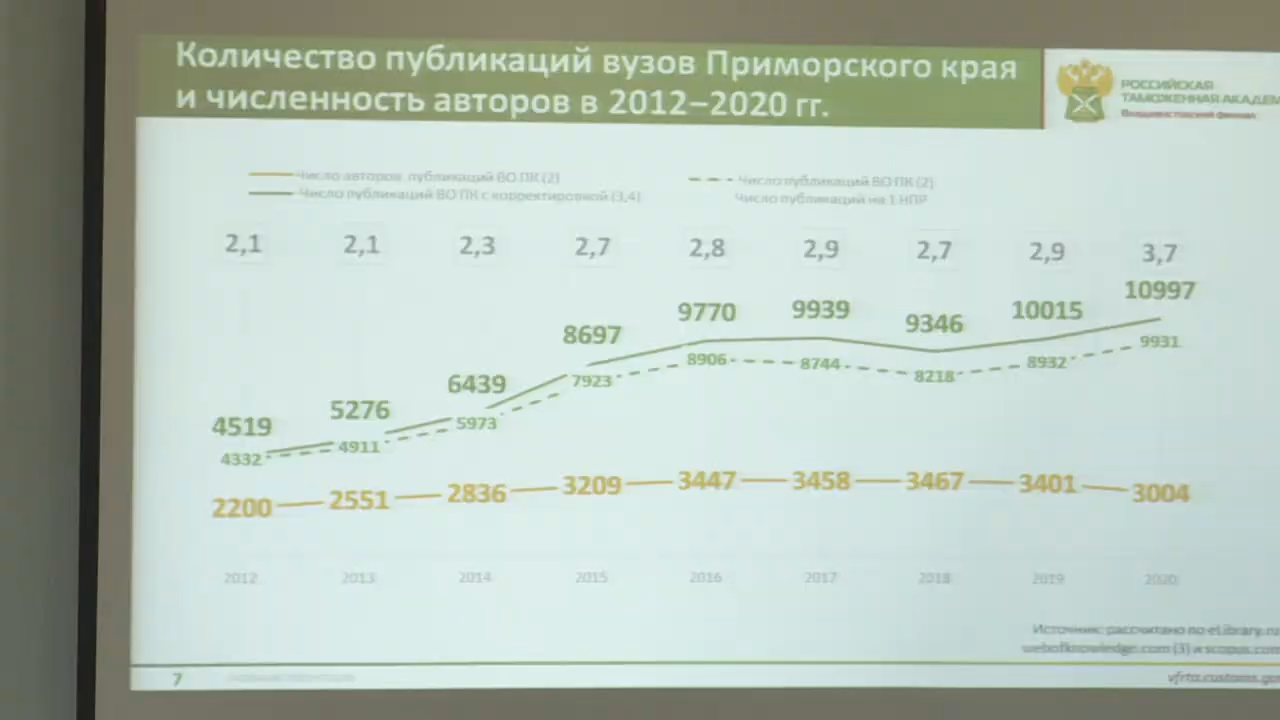 Количество публикаций вузов Приморского края
и численность авторов в 2012–2020 гг.
РОССИЙСКАЯ
ТАМОЖЕННАЯ АКАДЕМ
Владивостокский филиал
Число авторов публикаций ВО ПК (2)
Число публикаций ВО ПК (2)
Число публикаций ВО ПК с корректировкой (3,4)
Число публикаций на 1 НПР
2,1 2,1 2,3 2,7 2,8 2,9 2,7 2,9 3,7
4519 5276 6439 8697 9770 9939 9346 10015 10997
4332 4911 5973 7923 8906 8744 8218 8932 9931
2200 2551 2836 3209 3447 3458 3467 3401 3004
2012 2013 2014 2015 2016 2017 2018 2019 2020
Источник: рассчитано по eLibrary.ru
webofknowledge.com (3) и scopus.com
7
vfrta.customs.go